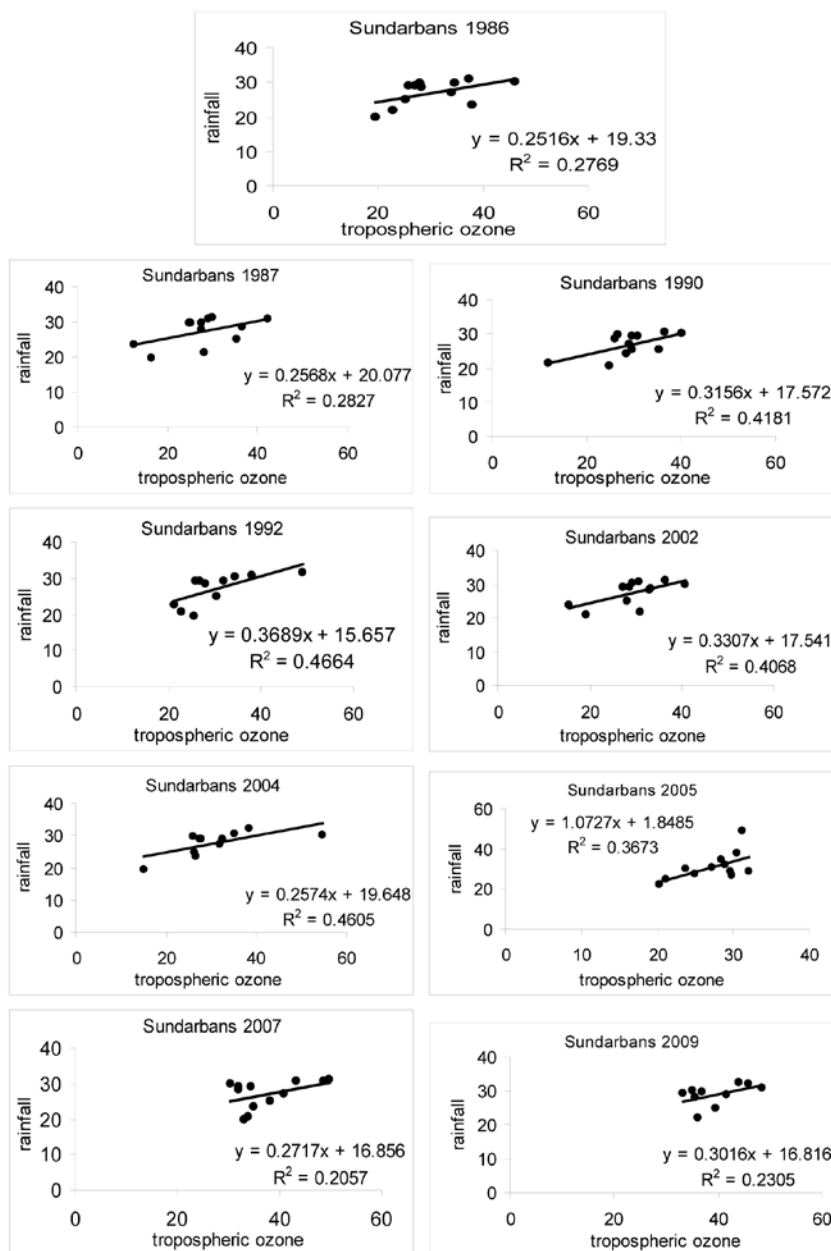 Sundarbans 1986
rainfall
40
30
20
10
0
y = 0.2516x + 19.33
R² = 0.2769
0 20 40 60
tropospheric ozone
Sundarbans 1987
rainfall
40
30
20
10
0
y = 0.2568x + 20.077
R² = 0.2827
0 20 40 60
tropospheric ozone
Sundarbans 1990
rainfall
40
30
20
10
0
y = 0.3156x + 17.572
R² = 0.4181
0 20 40 60
tropospheric ozone
Sundarbans 1992
rainfall
40
30
20
10
0
y = 0.3689x + 15.657
R² = 0.4664
0 20 40 60
tropospheric ozone
Sundarbans 2002
rainfall
40
30
20
10
0
y = 0.3307x + 17.541
R² = 0.4068
0 20 40 60
tropospheric ozone
Sundarbans 2004
rainfall
40
30
20
10
0
y = 0.2574x + 19.648
R² = 0.4605
0 20 40 60
tropospheric ozone
Sundarbans 2005
rainfall
60
40
20
0
y = 1.0727x + 1.8485
R² = 0.3673
0 10 20 30 40
tropospheric ozone
Sundarbans 2007
rainfall
40
30
20
10
0
y = 0.2717x + 16.856
R² = 0.2057
0 20 40 60
tropospheric ozone
Sundarbans 2009
rainfall
40
30
20
10
0
y = 0.3016x + 16.816
R² = 0.2305
0 20 40 60
tropospheric ozone